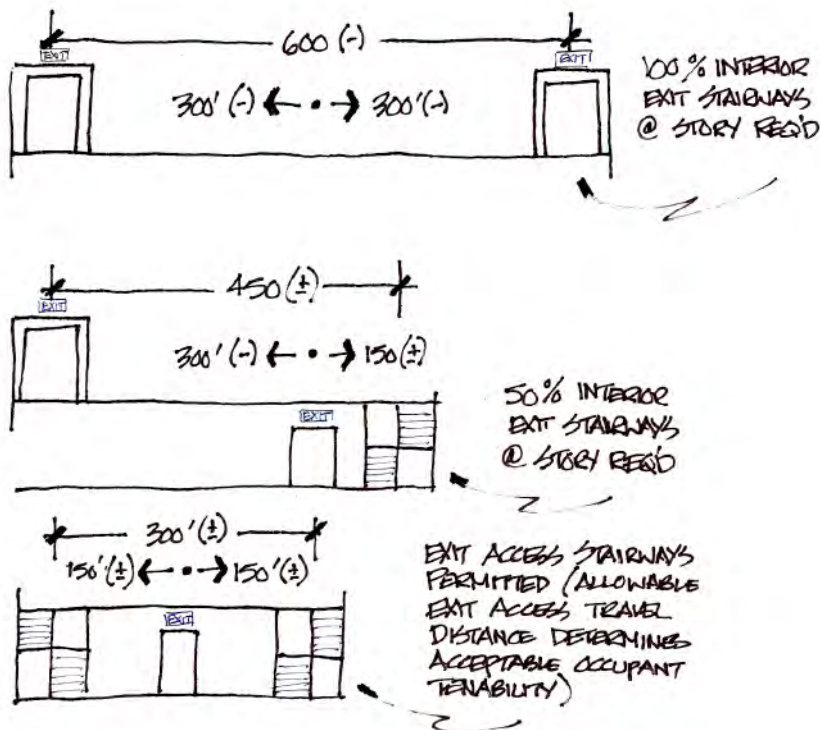 600 (-)
EXIT
EXIT
300' (-)
300' (-)
100% INTERIOR
EXIT STAIRWAYS
@ STORY REQ'D
450 (±)
EXIT
300' (-)
150 (±)
EXIT
50% INTERIOR
EXIT STAIRWAYS
@ STORY REQ'D
300' (±)
150' (±)
150' (±)
EXIT
EXIT ACCESS STAIRWAYS
PERMITTED (ALLOWABLE
EXIT ACCESS TRAVEL
DISTANCE DETERMINES
ACCEPTABLE OCCUPANT
TENABILITY)